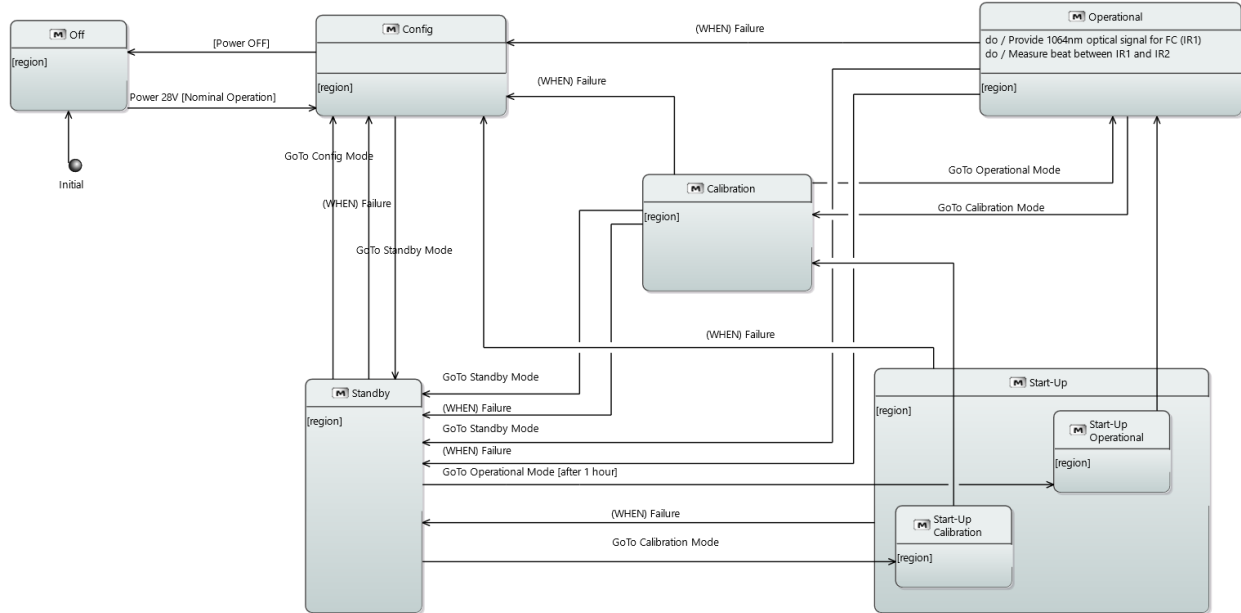 Off
[region]
Initial
[Power OFF]
Power 28V [Nominal Operation]
Config
[region]
(WHEN) Failure
(WHEN) Failure
Operational
do / Provide 1064nm optical signal for FC (IR1)
do / Measure beat between IR1 and IR2
[region]
GoTo Config Mode
(WHEN) Failure
GoTo Standby Mode
Calibration
[region]
GoTo Operational Mode
GoTo Calibration Mode
(WHEN) Failure
Standby
[region]
GoTo Standby Mode
(WHEN) Failure
GoTo Standby Mode
(WHEN) Failure
GoTo Operational Mode [after 1 hour]
(WHEN) Failure
GoTo Calibration Mode
Start-Up
[region]
Start-Up
Operational
[region]
Start-Up
Calibration
[region]